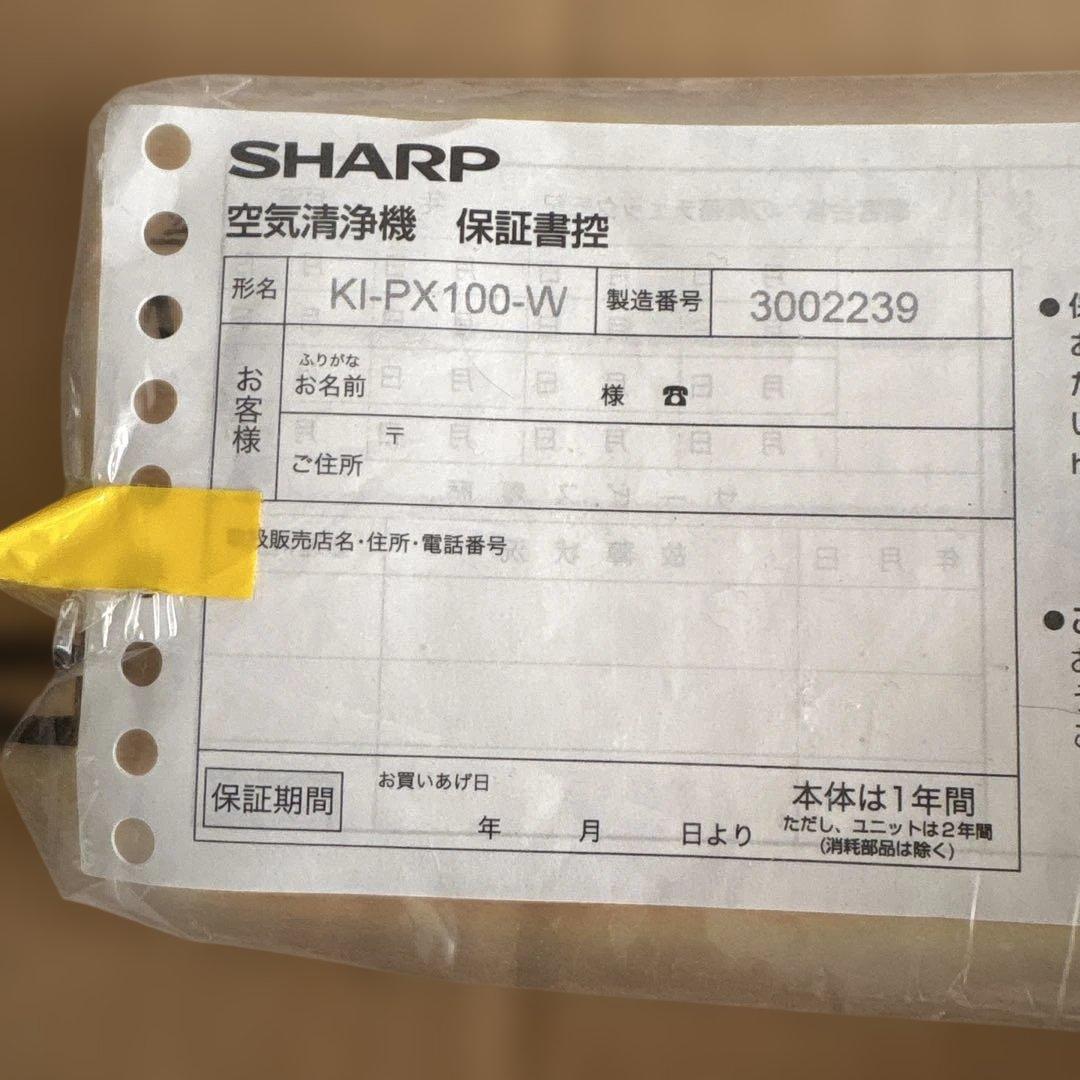 SHARP
空気清浄機 保証書控
形名 KI-PX100-W 製造番号 3002239
お客様
ふりがな
お名前 様 ☎
〒
ご住所
扱販売店名・住所・電話番号
保証期間
お買いあげ日
年 月 日より
本体は1年間
ただし、ユニットは2年間
(消耗部品は除く)